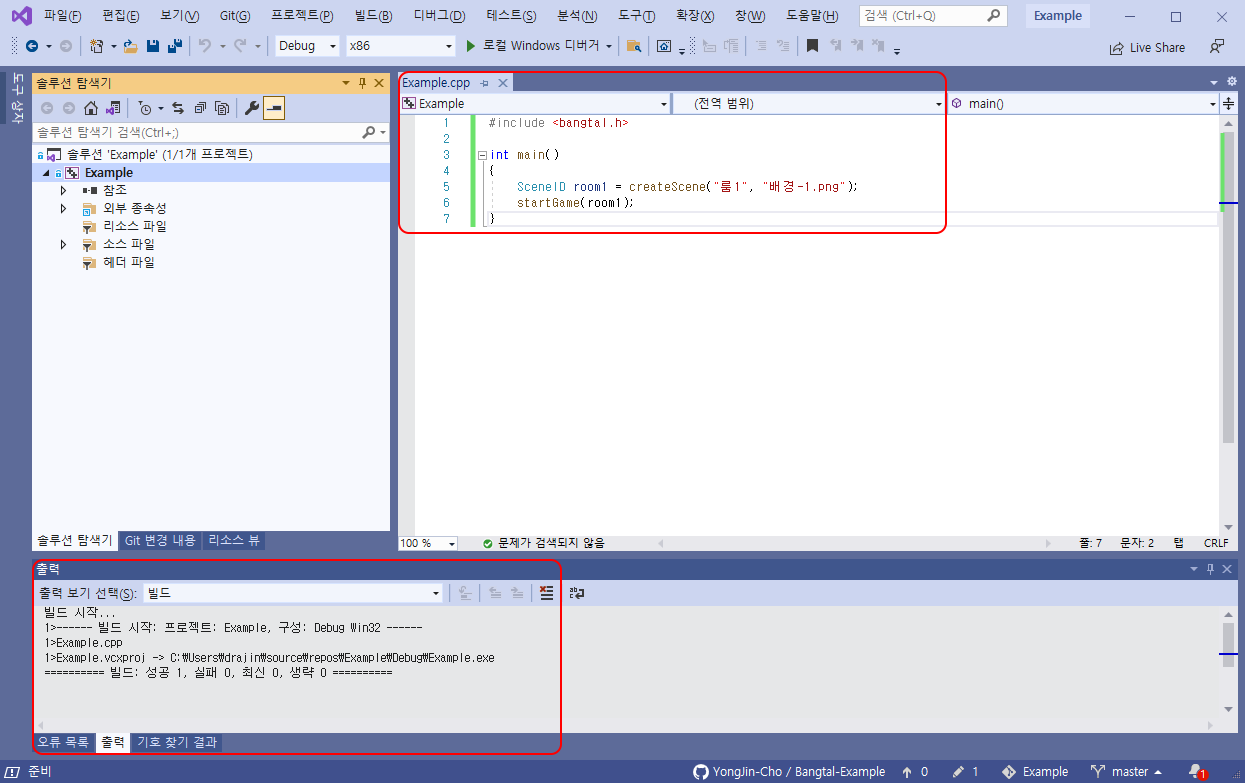 파일(F) 편집(E) 보기(V) Git(G) 프로젝트(P) 빌드(B) 디버그(D) 테스트(S) 분석(N) 도구(T) 확장(X) 창(W) 도움말(H) 검색 (Ctrl+Q) Example
Debug x86 로컬 Windows 디버거 Live Share
도구 상자
솔루션 탐색기
솔루션 탐색기 검색(Ctrl+;)
솔루션 'Example' (1/1개 프로젝트)
Example
참조
외부 종속성
리소스 파일
소스 파일
헤더 파일
솔루션 탐색기 Git 변경 내용 리소스 뷰
Example.cpp
Example (전역 범위) main()
1 #include <bangtal.h>
2
3 int main()
4 {
5 SceneID room1 = createScene("룸1", "배경-1.png");
6 startGame(room1);
7 }
100 % 문제가 검색되지 않음 줄: 7 문자: 2 탭 CRLF
출력
출력 보기 선택(S): 빌드
빌드 시작...
1>------ 빌드 시작: 프로젝트: Example, 구성: Debug Win32 ------
1>Example.cpp
1>Example.vcxproj -> C:₩Users₩drajin₩source₩repos₩Example₩Debug₩Example.exe
========== 빌드: 성공 1, 실패 0, 최신 0, 생략 0 ==========
오류 목록 출력 기호 찾기 결과
준비 YongJin-Cho / Bangtal-Example 0 1 Example master 1